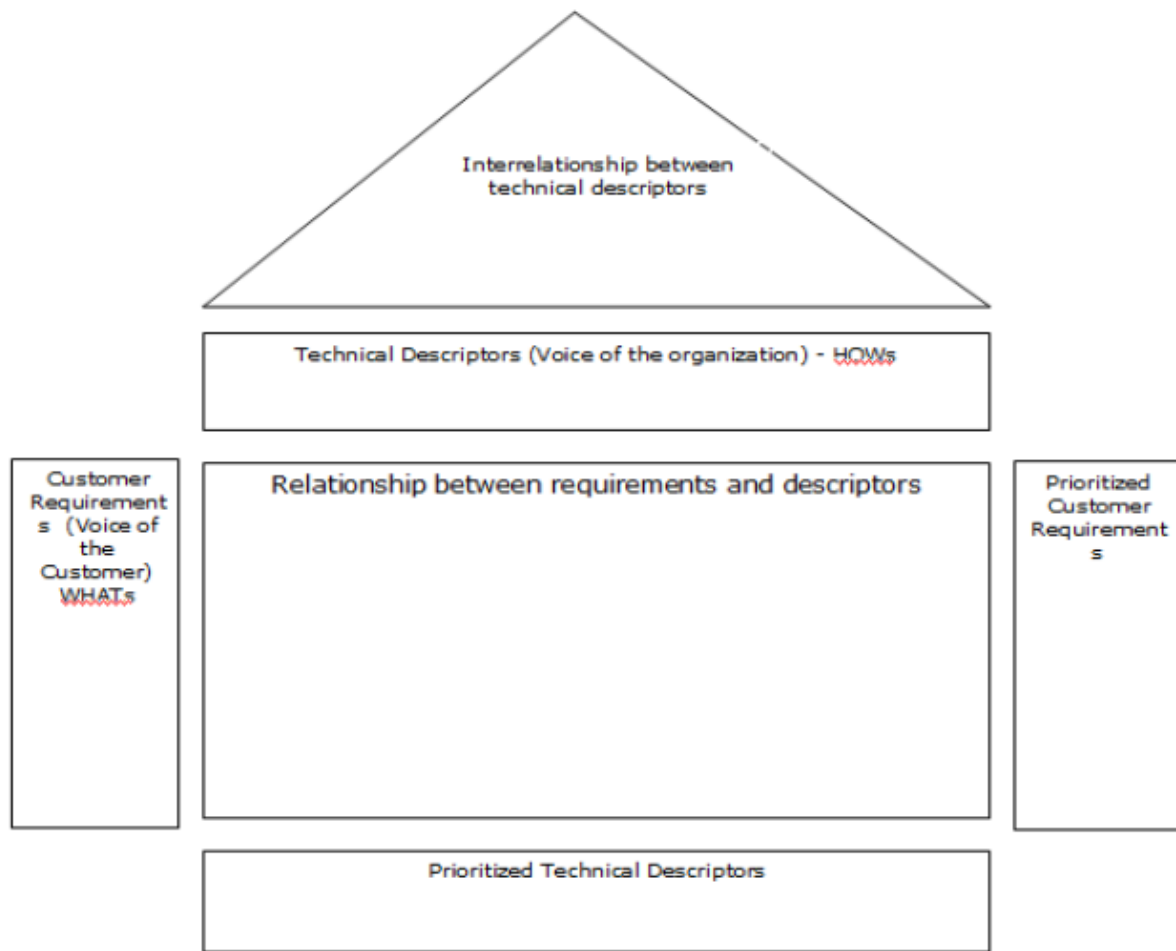 Interrelationship between
technical descriptors
Technical Descriptors (Voice of the organization) - HOWs
Customer
Requirement
s (Voice of
the
Customer)
WHATs
Relationship between requirements and descriptors
Prioritized
Customer
Requirement
s
Prioritized Technical Descriptors